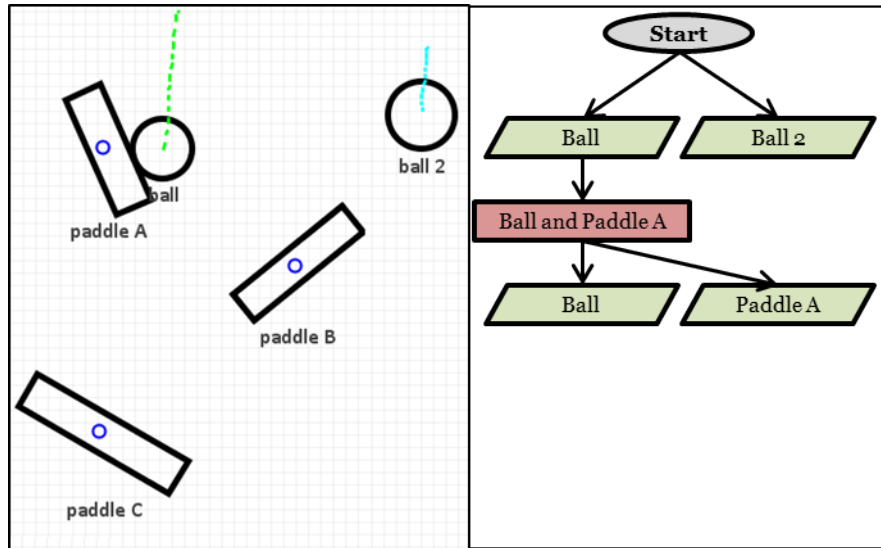 ball
ball 2
paddle A
paddle B
paddle C
Start
Ball
Ball 2
Ball and Paddle A
Ball
Paddle A